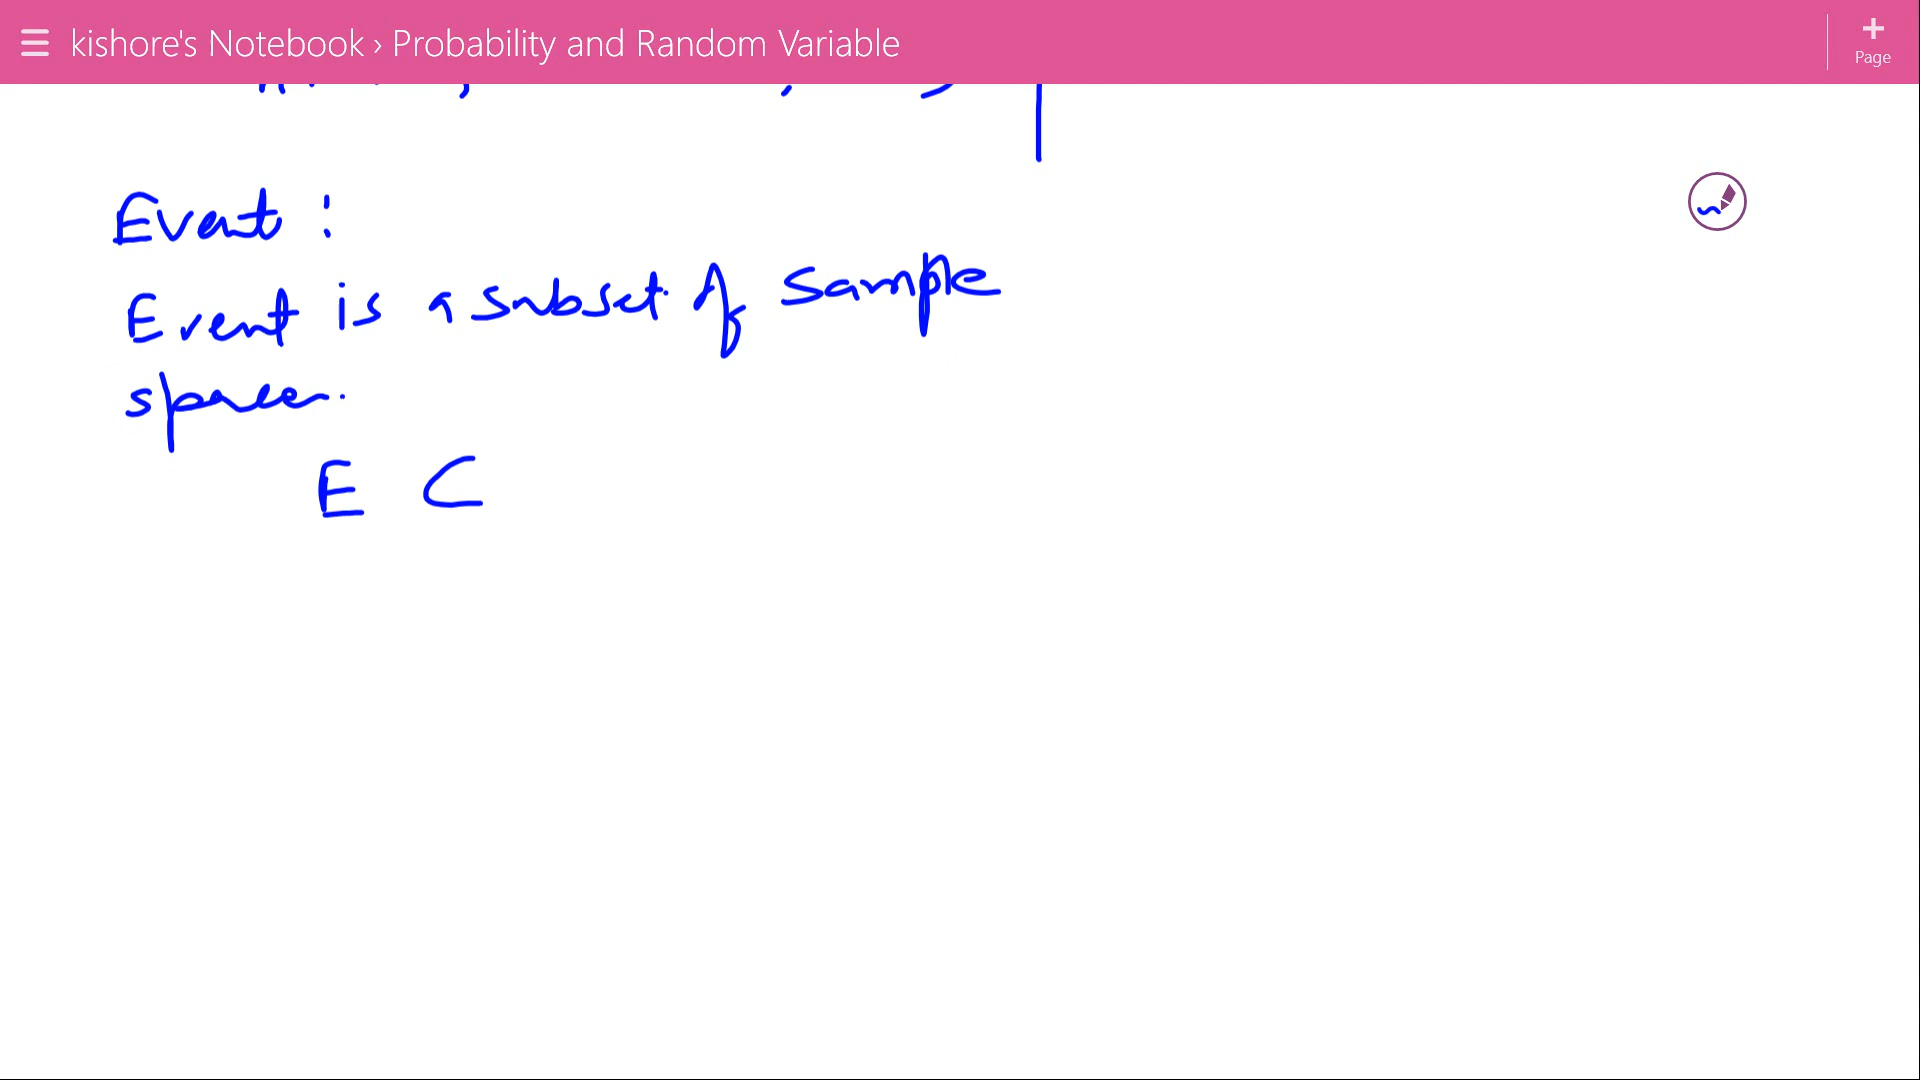 kishore's Notebook › Probability and Random Variable
Page
Event :
Event is a subset of sample
space.
E ⊂